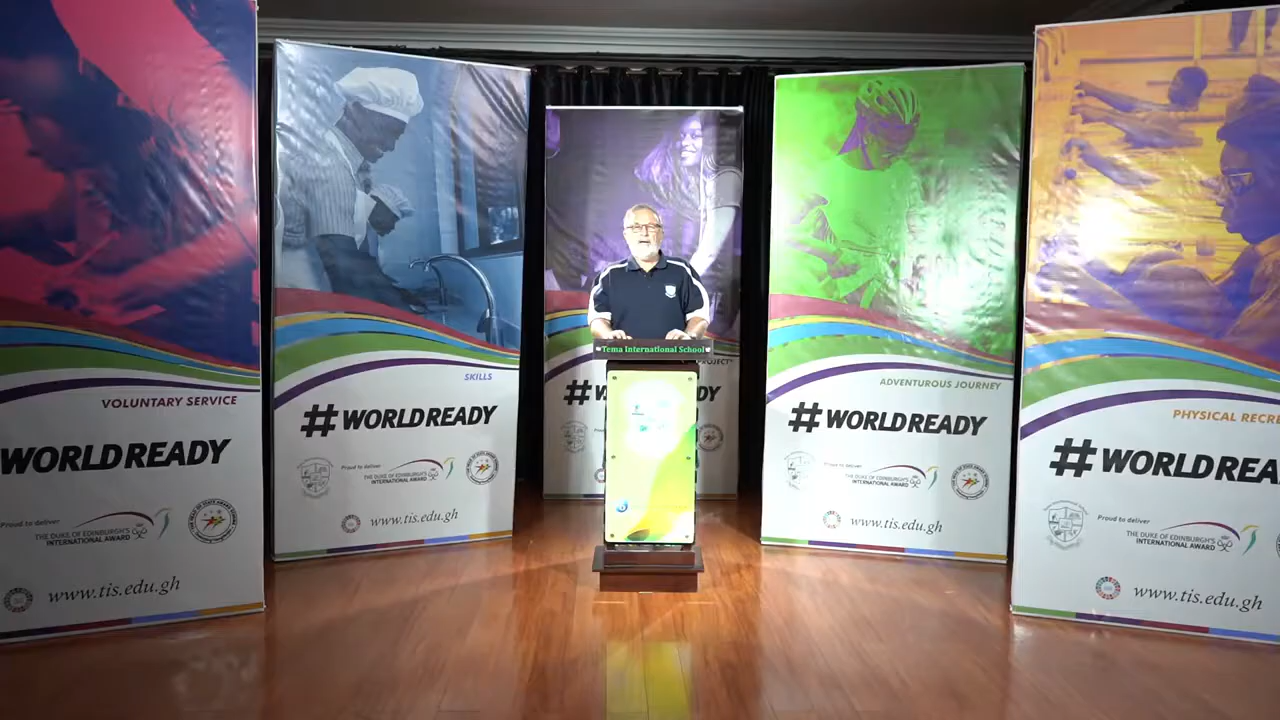 VOLUNTARY SERVICE
WORLDREADY
Proud to deliver
THE DUKE OF EDINBURGH'S
INTERNATIONAL AWARD
www.tis.edu.gh
SKILLS
#WORLDREADY
Proud to deliver
THE DUKE OF EDINBURGH'S
INTERNATIONAL AWARD
www.tis.edu.gh
Tema International School
PROJECT
#W
DY
ADVENTUROUS JOURNEY
#WORLDREADY
Proud to deliver
THE DUKE OF EDINBURGH'S
INTERNATIONAL AWARD
www.tis.edu.gh
PHYSICAL RECRE
#WORLDREA
Proud to deliver
THE DUKE OF EDINBURGH'S
INTERNATIONAL AWARD
www.tis.edu.gh